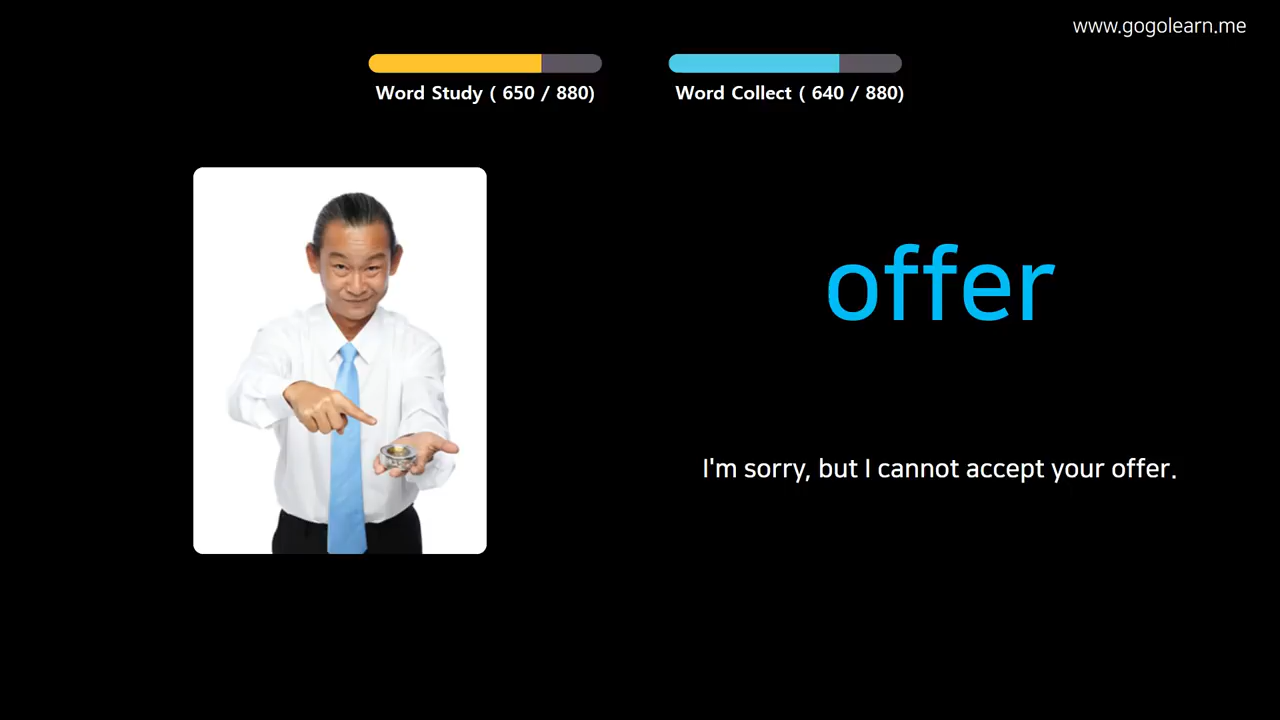 www.gogolearn.me
Word Study ( 650 / 880)
Word Collect ( 640 / 880)
offer
I'm sorry, but I cannot accept your offer.